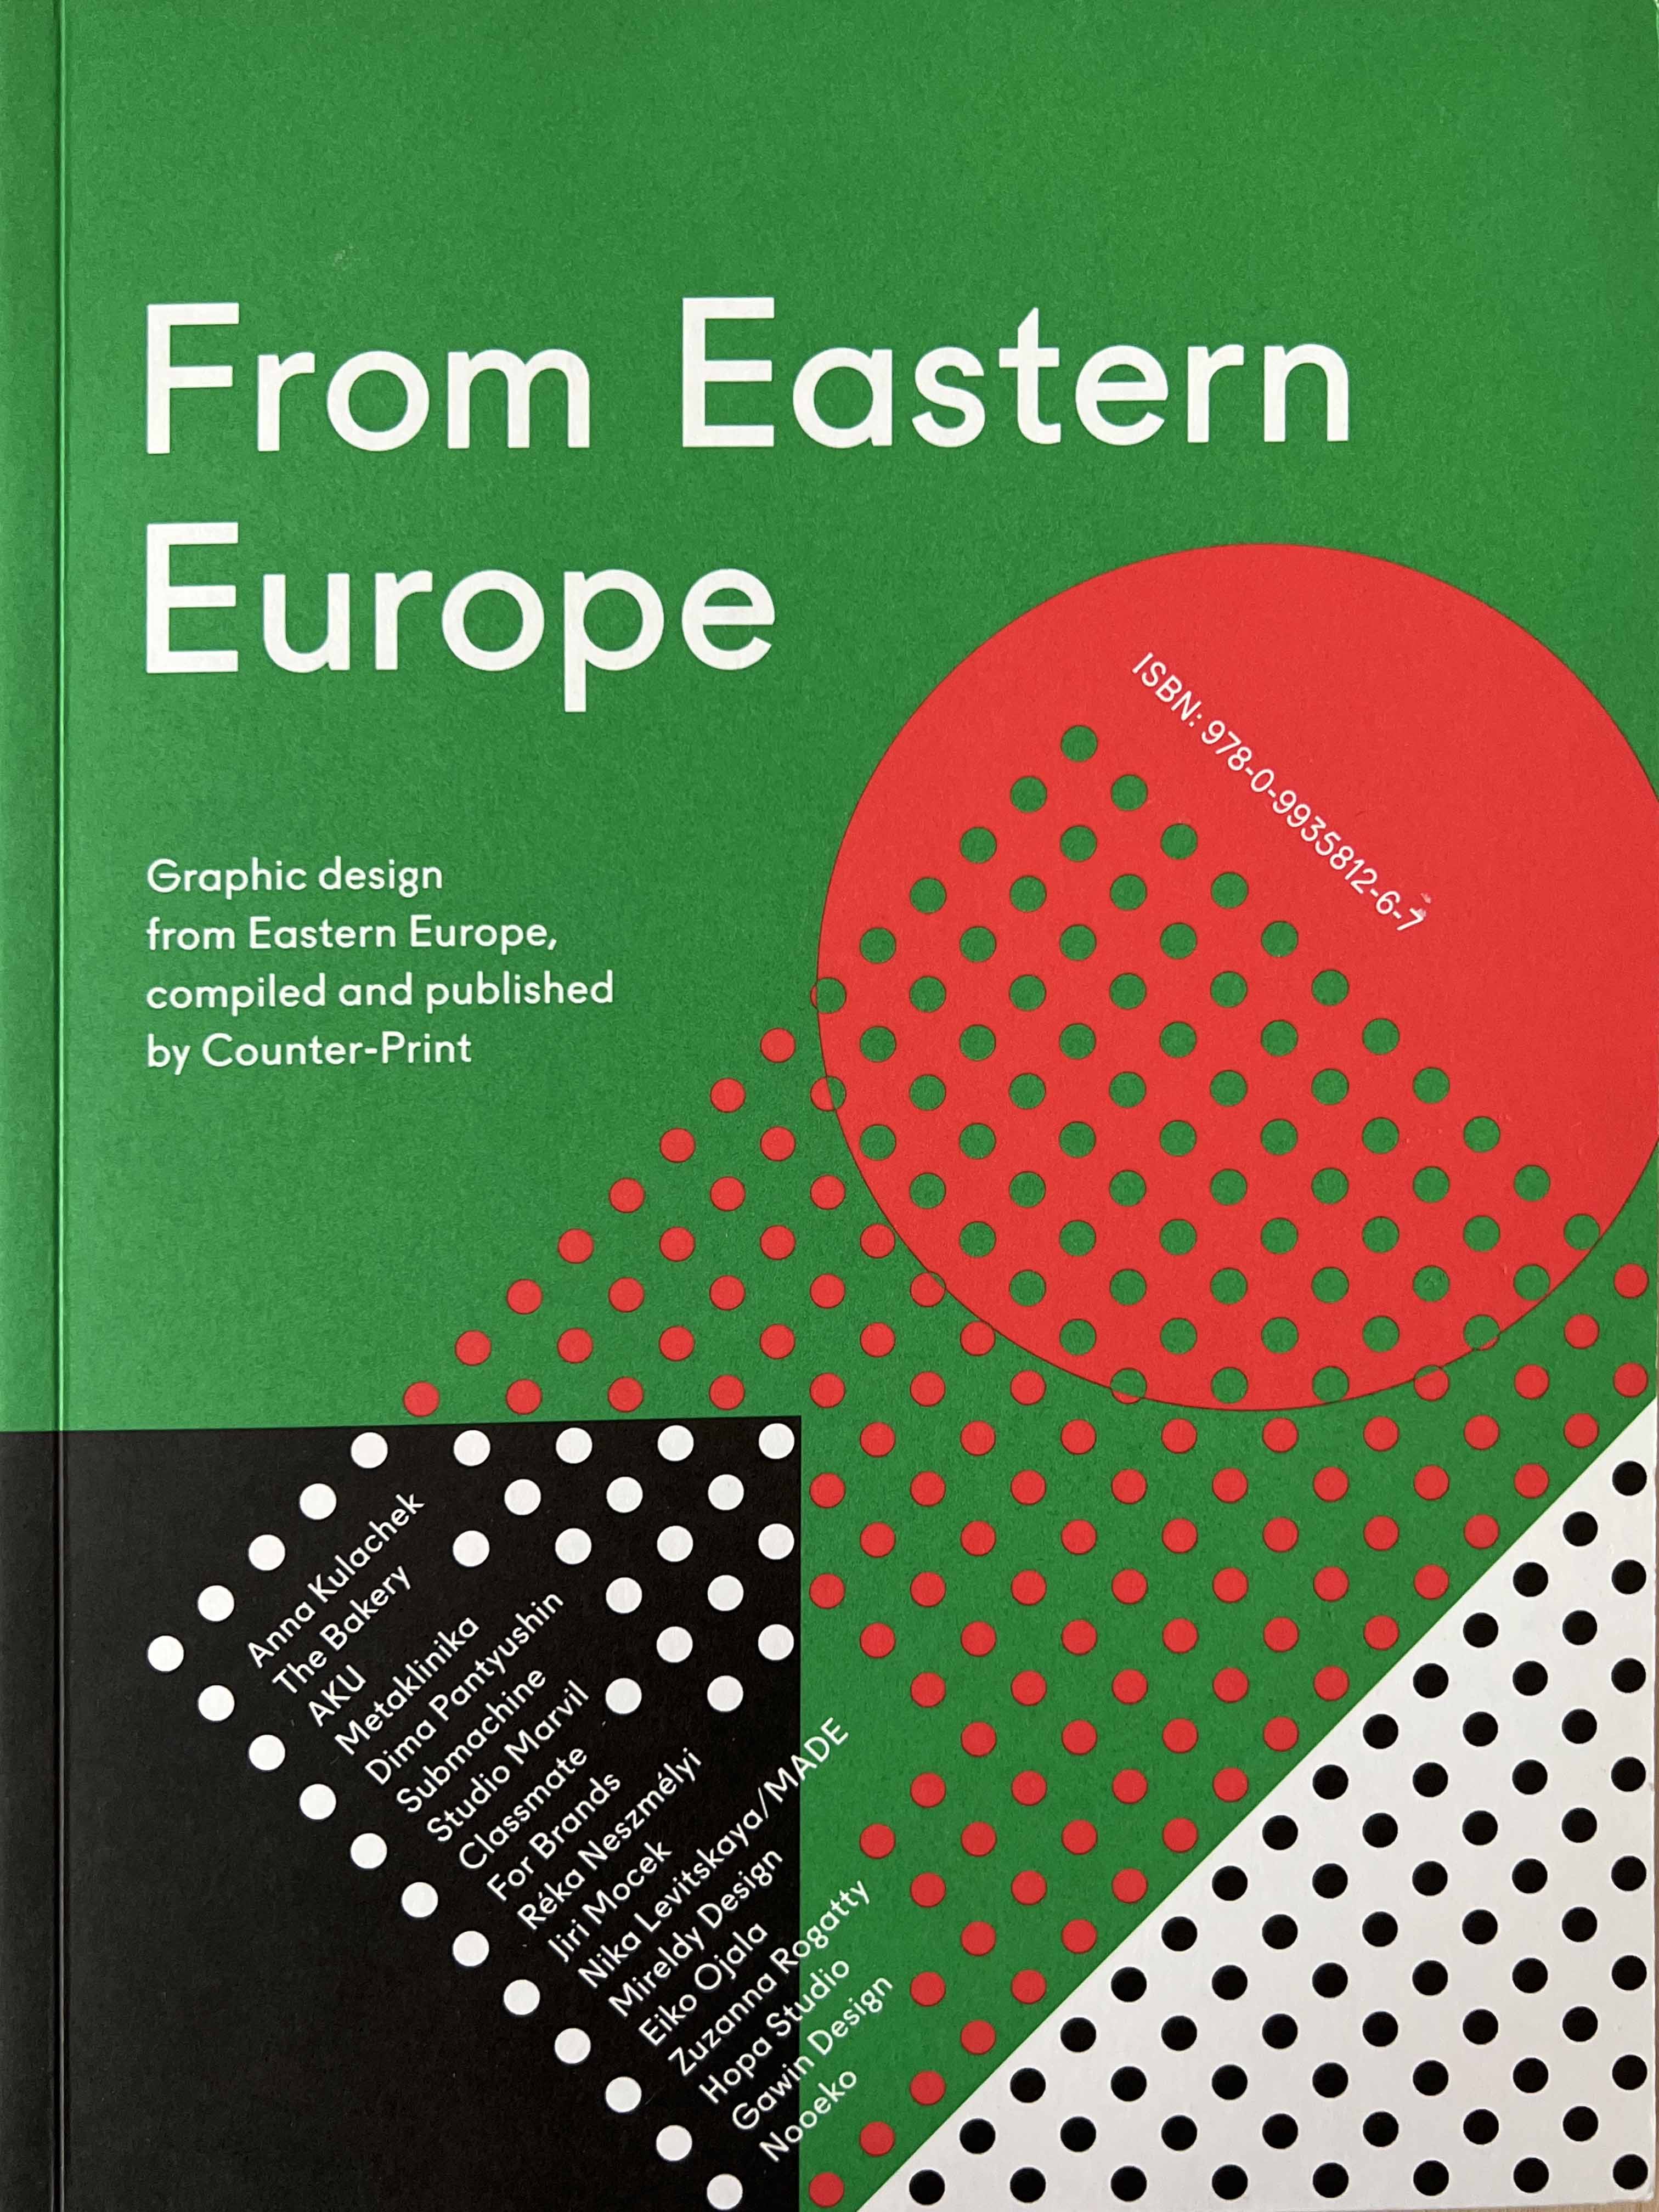 From Eastern
Europe
ISBN: 978-0-9935812-6-7
Graphic design
from Eastern Europe,
compiled and published
by Counter-Print
Anna Kulachek
The Bakery
AKU
Metaklinika
Dima Pantyushin
Submachine
Studio Marvil
Classmate
For Brands
Réka Neszmélyi
Jiri Mocek
Nika Levitskaya/MADE
Mireldy Design
Eiko Ojala
Zuzanna Rogatty
Hopa Studio
Gawin Design
Nooeko